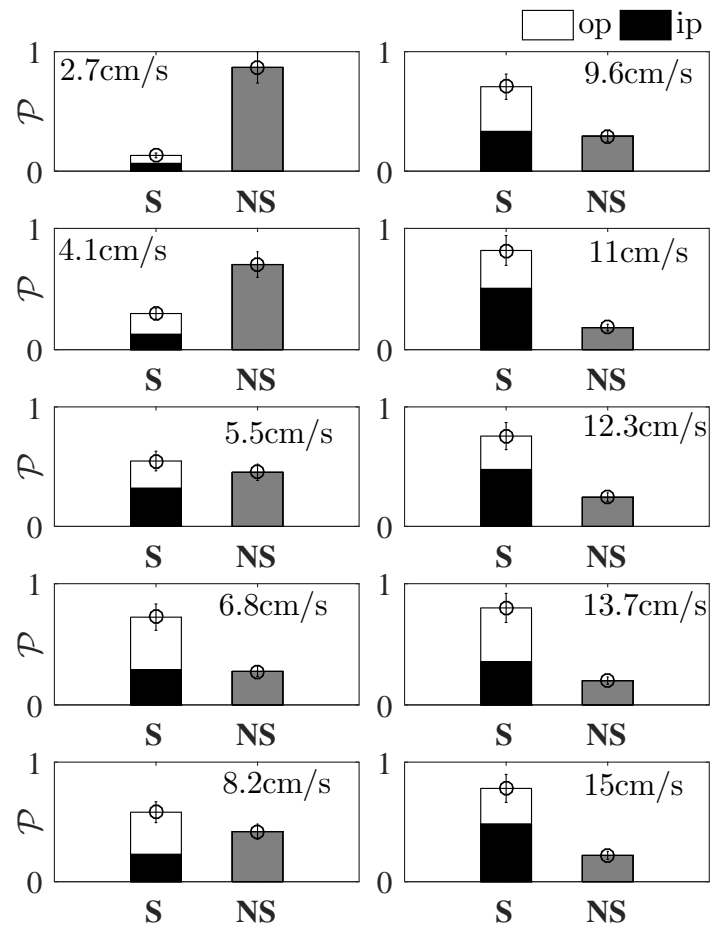 op ip
1
2.7cm/s
𝒫
0
S NS
1
9.6cm/s
0
S NS
1
4.1cm/s
𝒫
0
S NS
1
11cm/s
0
S NS
1
5.5cm/s
𝒫
0
S NS
1
12.3cm/s
0
S NS
1
6.8cm/s
𝒫
0
S NS
1
13.7cm/s
0
S NS
1
8.2cm/s
𝒫
0
S NS
1
15cm/s
0
S NS